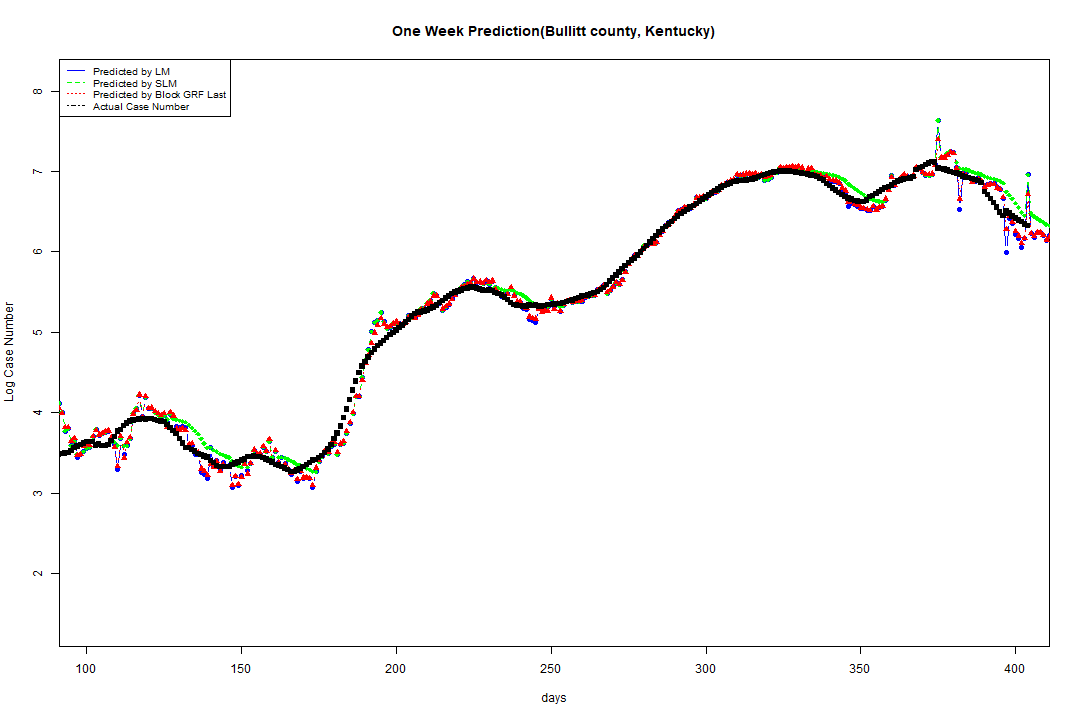 One Week Prediction(Bullitt county, Kentucky)
Predicted by LM
Predicted by SLM
Predicted by Block GRF Last
Actual Case Number
Log Case Number
8
7
6
5
4
3
2
100 150 200 250 300 350 400
days